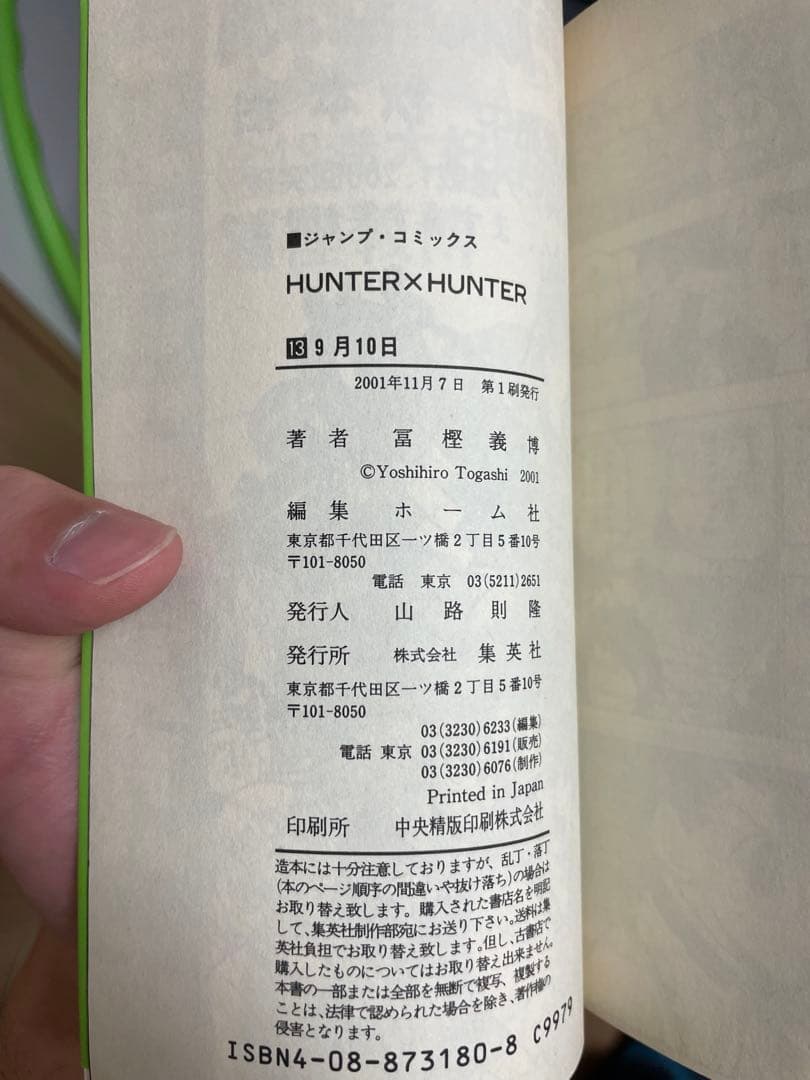 ■ジャンプ・コミックス
HUNTER×HUNTER
13 9月10日
2001年11月7日 第1刷発行
著者 冨樫義博
©Yoshihiro Togashi 2001
編集 ホーム社
東京都千代田区一ツ橋2丁目5番10号
〒101-8050
電話 東京 03(5211)2651
発行人 山路則隆
発行所 株式会社 集英社
東京都千代田区一ツ橋2丁目5番10号
〒101-8050
03(3230)6233(編集)
電話 東京 03(3230)6191(販売)
03(3230)6076(制作)
Printed in Japan
印刷所 中央精版印刷株式会社
造本には十分注意しておりますが、乱丁・落丁
(本のページ順序の間違いや抜け落ち)の場合は
お取り替え致します。購入された書店名を明記
して、集英社制作部宛にお送り下さい。送料は集
英社負担でお取り替え致します。但し、古書店で
購入したものについてはお取り替え出来ません。
本書の一部または全部を無断で複写、複製する
ことは、法律で認められた場合を除き、著作権の
侵害となります。
ISBN4-08-873180-8 C9979